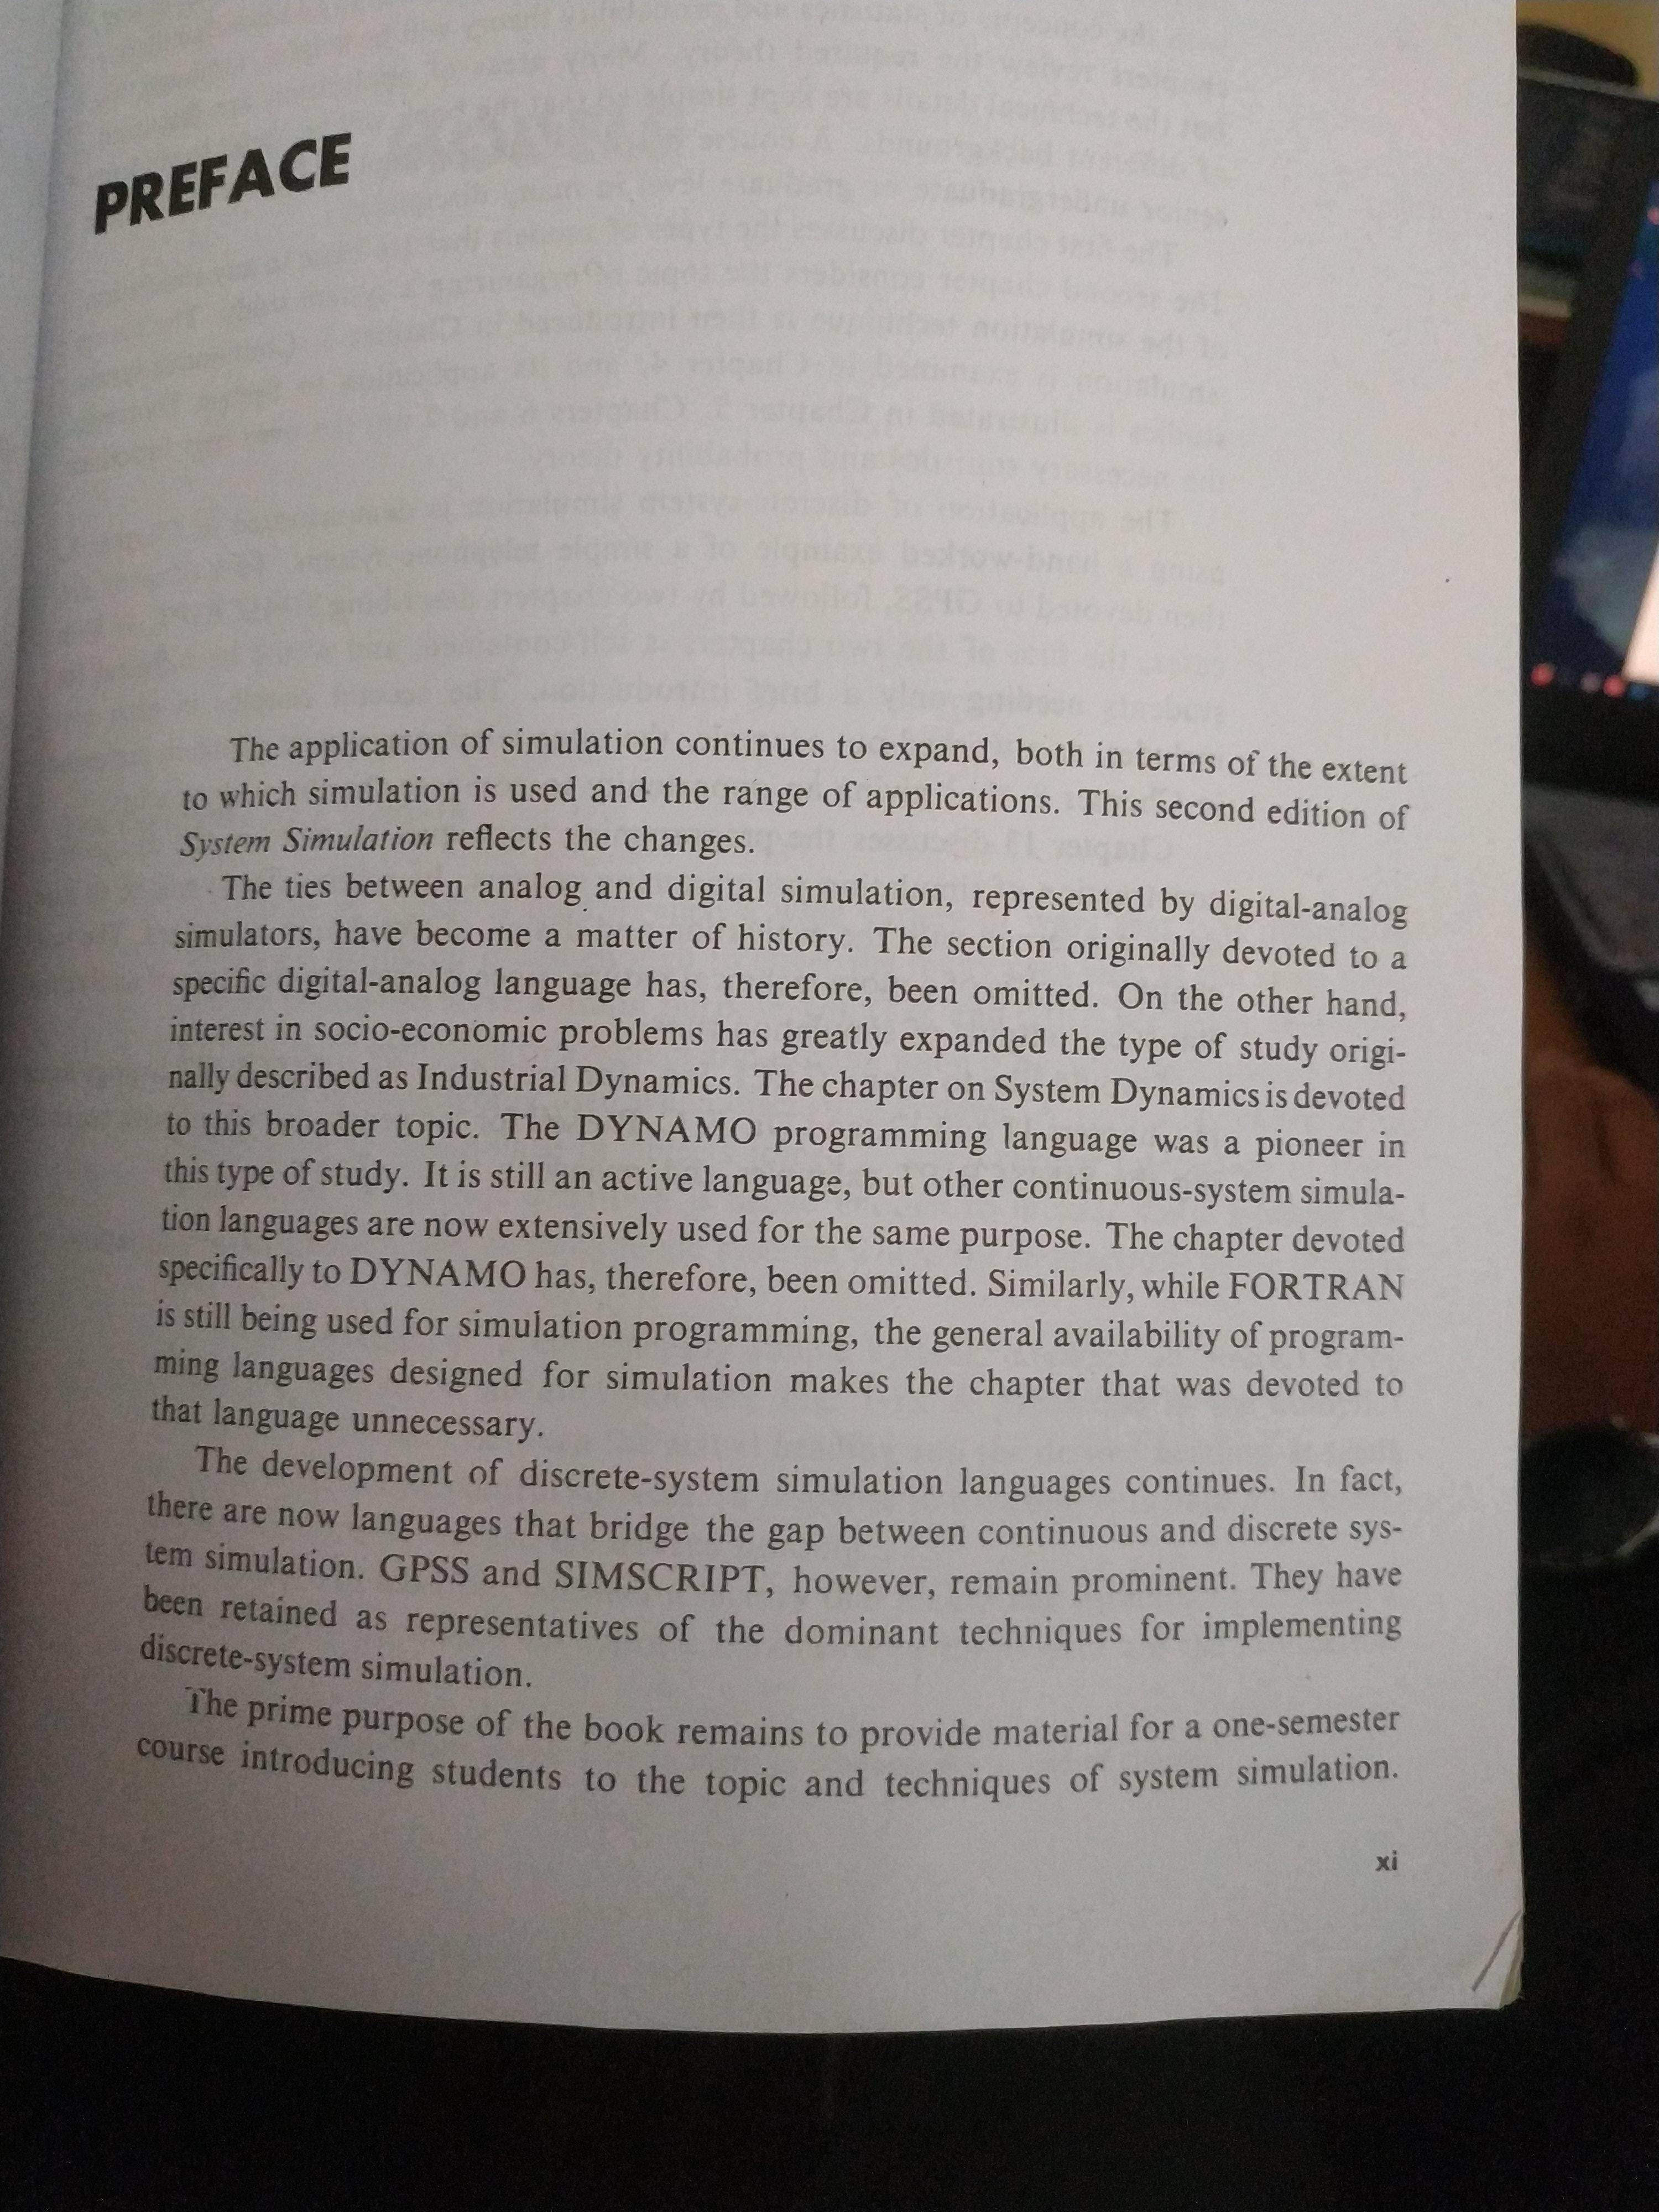 PREFACE
The application of simulation continues to expand, both in terms of the extent
to which simulation is used and the range of applications. This second edition of
System Simulation reflects the changes.
The ties between analog and digital simulation, represented by digital-analog
simulators, have become a matter of history. The section originally devoted to a
specific digital-analog language has, therefore, been omitted. On the other hand,
interest in socio-economic problems has greatly expanded the type of study origi-
nally described as Industrial Dynamics. The chapter on System Dynamics is devoted
to this broader topic. The DYNAMO programming language was a pioneer in
this type of study. It is still an active language, but other continuous-system simula-
tion languages are now extensively used for the same purpose. The chapter devoted
specifically to DYNAMO has, therefore, been omitted. Similarly, while FORTRAN
is still being used for simulation programming, the general availability of program-
ming languages designed for simulation makes the chapter that was devoted to
that language unnecessary.
The development of discrete-system simulation languages continues. In fact,
there are now languages that bridge the gap between continuous and discrete sys-
tem simulation. GPSS and SIMSCRIPT, however, remain prominent. They have
been retained as representatives of the dominant techniques for implementing
discrete-system simulation.
The prime purpose of the book remains to provide material for a one-semester
course introducing students to the topic and techniques of system simulation.
xi